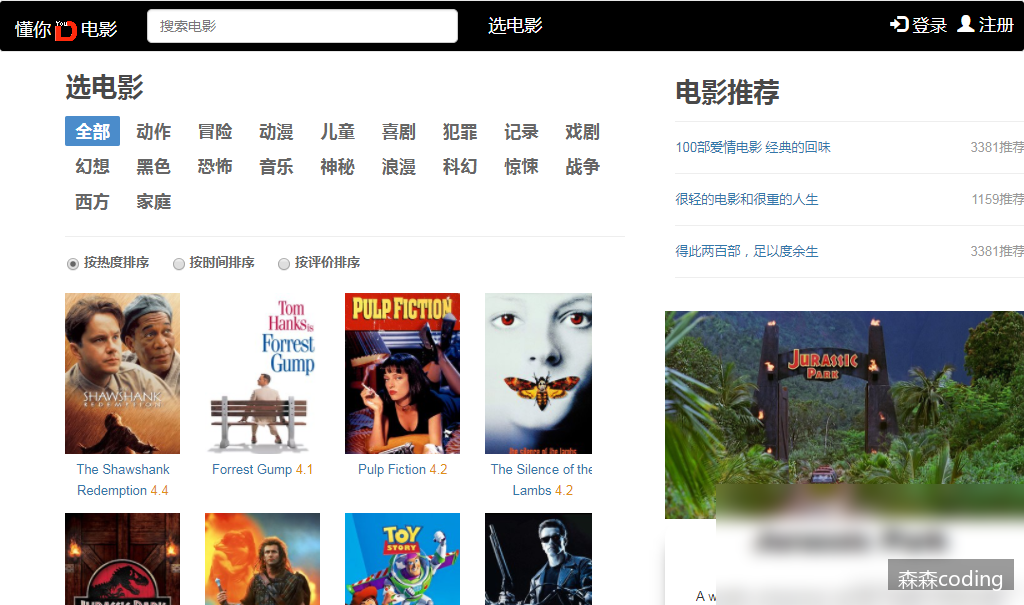 懂你 You D 电影
搜索电影
选电影
登录 注册
选电影
全部 动作 冒险 动漫 儿童 喜剧 犯罪 记录 戏剧
幻想 黑色 恐怖 音乐 神秘 浪漫 科幻 惊悚 战争
西方 家庭
按热度排序 按时间排序 按评价排序
SHAWSHANK
REDEMPTION
Tom
Hanks is
Forrest
Gump
PULP FICTION
the silence of the lambs
The Shawshank
Redemption 4.4
Forrest Gump 4.1
Pulp Fiction 4.2
The Silence of the
Lambs 4.2
JURASSIC PARK
TOY
STORY
电影推荐
100部爱情电影 经典的回味 3381推荐
很轻的电影和很重的人生 1159推荐
得此两百部，足以度余生 3381推荐
JURASSIC
PARK
Jurassic Park
A w
森森coding